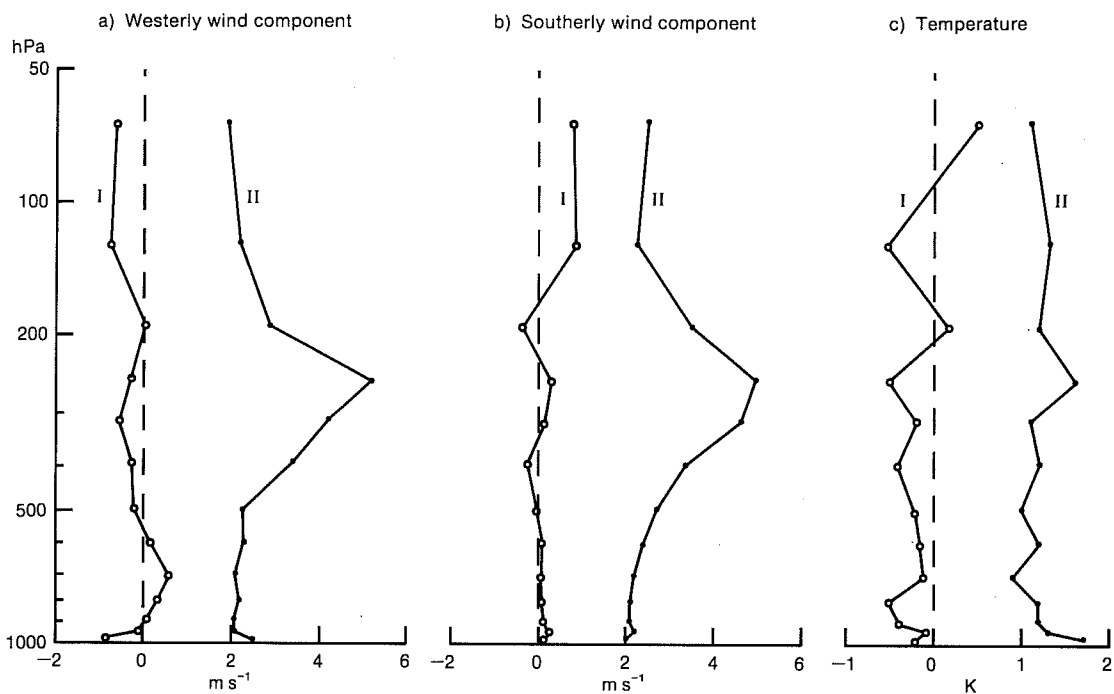 a) Westerly wind component
b) Southerly wind component
c) Temperature
hPa
50
100
200
500
1000
I
II
I
II
I
II
−2
0
2
4
6
m s⁻¹
−2
0
2
4
6
m s⁻¹
−1
0
1
2
K